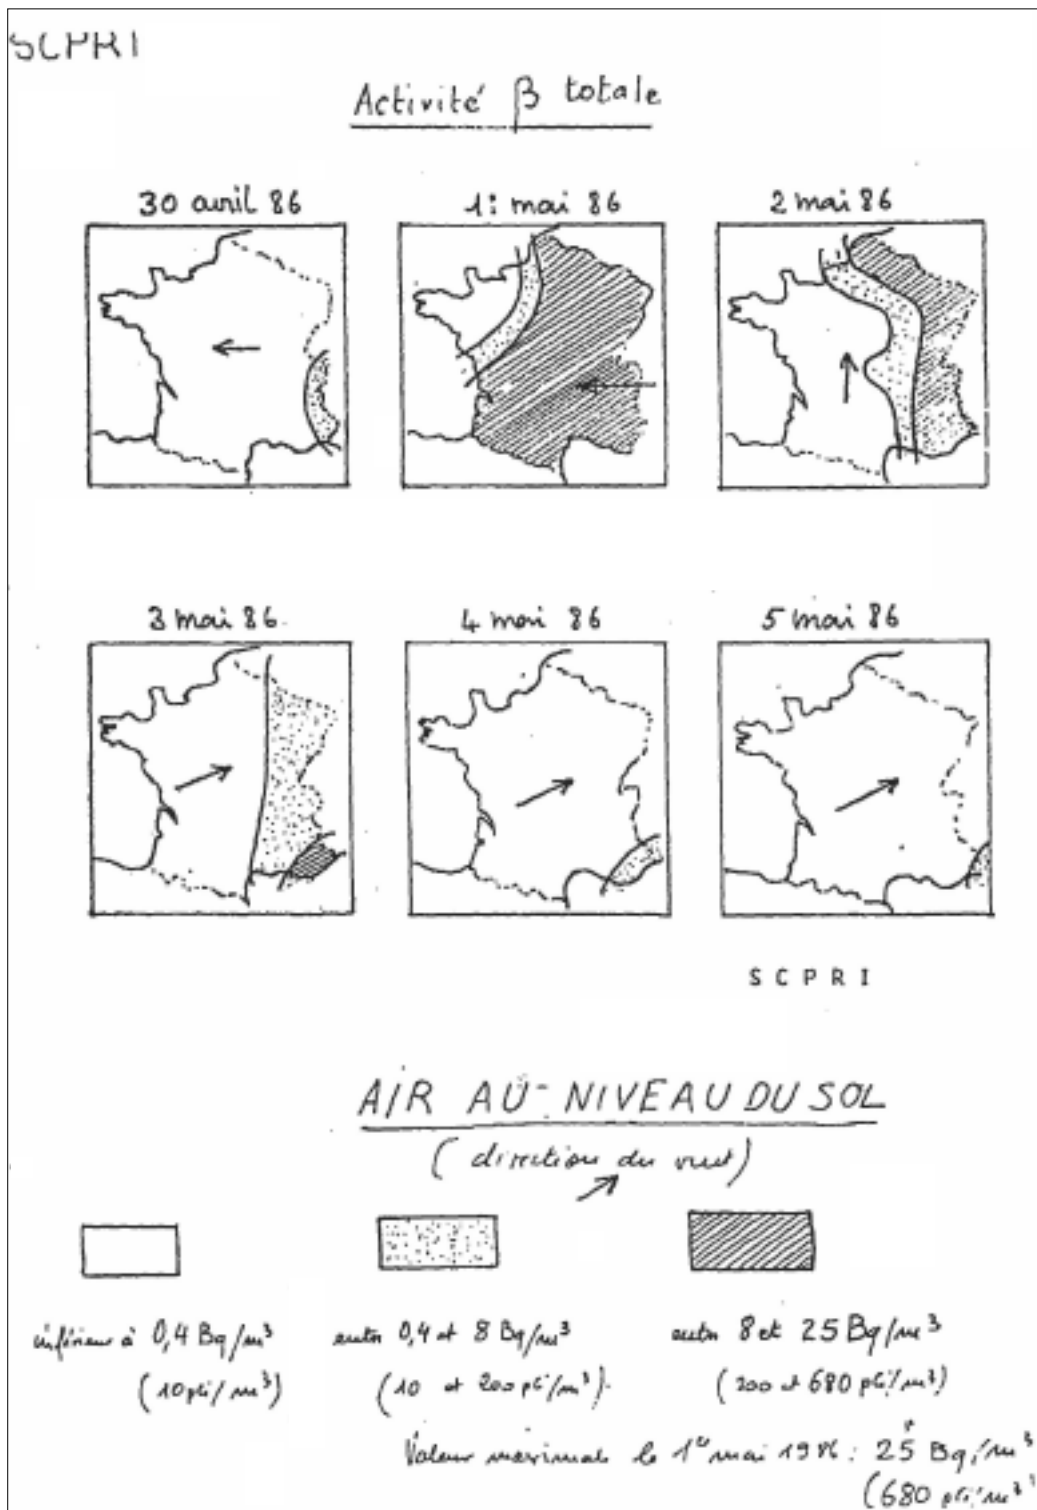 SCPRI
Activité β totale
30 avril 86
1: mai 86
2 mai 86
3 mai 86.
4 mai 86
5 mai 86
SCPRI
AIR AU-NIVEAU DU SOL
(direction du vent)
inférieur à 0,4 Bq/m³
entre 0,4 et 8 Bq/m³
entre 8 et 25 Bq/m³
(10 pCi/m³)
(10 et 200 pCi/m³).
(200 et 680 pCi/m³)
Valeur maximale le 1er mai 1986 : 25 Bq/m³
(680 pCi/m³)